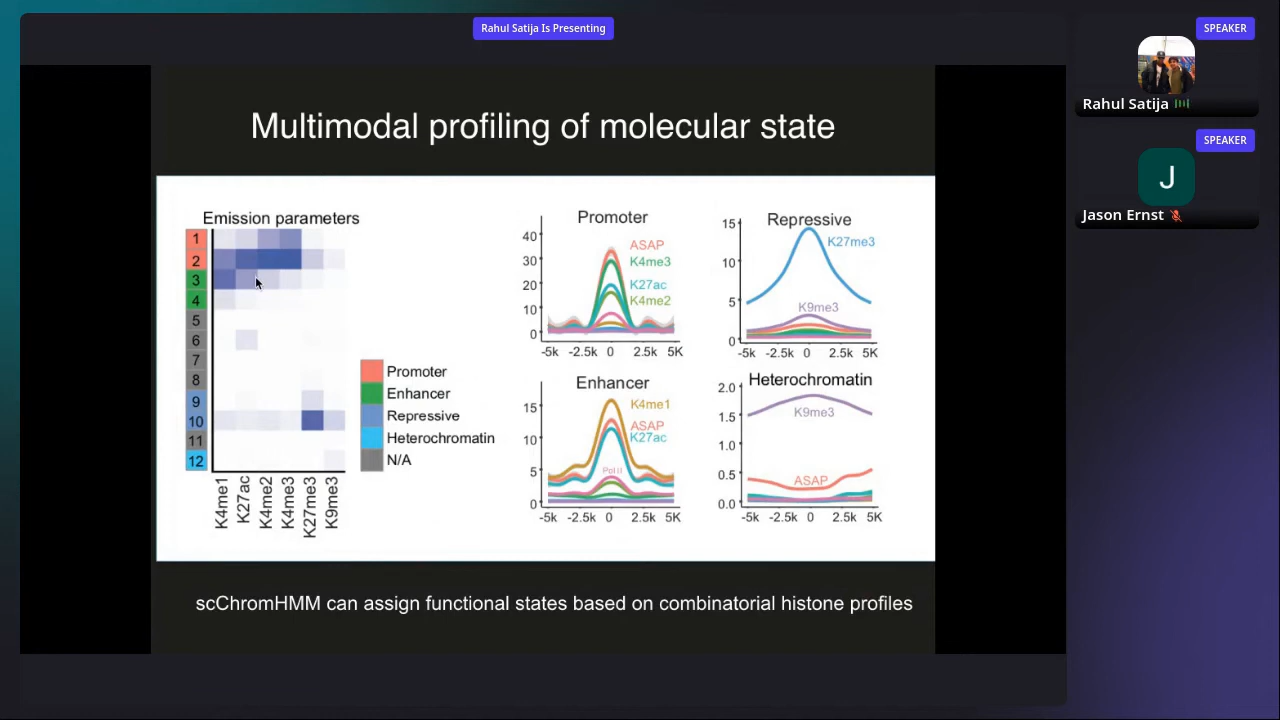 Rahul Satija Is Presenting
SPEAKER
Rahul Satija
SPEAKER
J
Jason Ernst
Multimodal profiling of molecular state
Emission parameters
1
2
3
4
5
6
7
8
9
10
11
12
K4me1
K27ac
K4me2
K4me3
K27me3
K9me3
Promoter
Enhancer
Repressive
Heterochromatin
N/A
Promoter
40
30
20
10
0
ASAP
K4me3
K27ac
K4me2
-5k -2.5k 0 2.5k 5K
Repressive
15
10
5
0
K27me3
K9me3
-5k -2.5k 0 2.5k 5K
Enhancer
15
10
5
0
K4me1
ASAP
K27ac
Pol II
-5k -2.5k 0 2.5k 5K
Heterochromatin
2.0
1.5
1.0
0.5
0.0
K9me3
ASAP
-5k -2.5k 0 2.5k 5K
scChromHMM can assign functional states based on combinatorial histone profiles